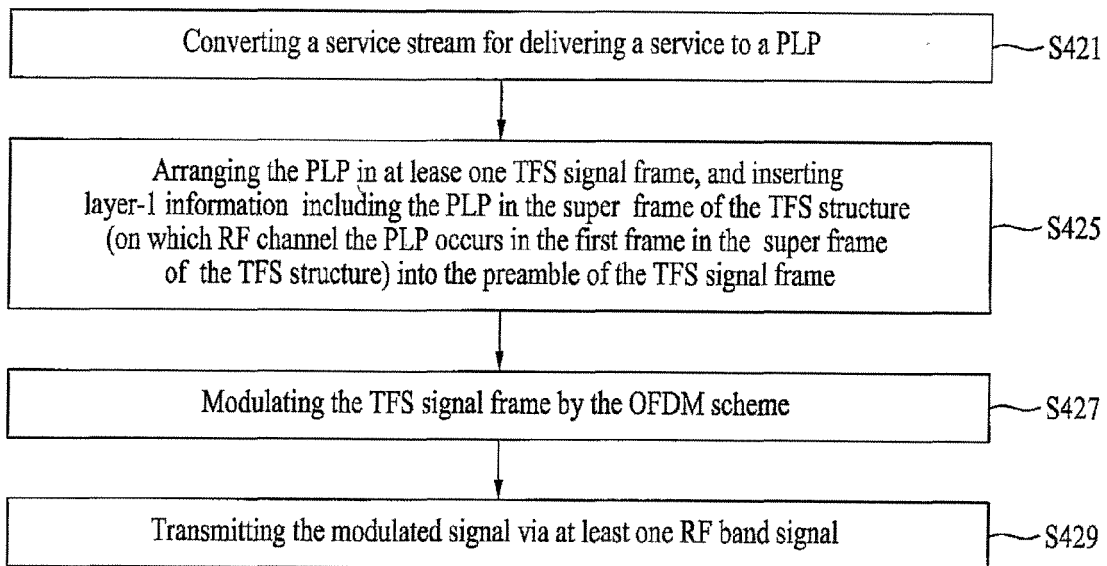 Converting a service stream for delivering a service to a PLP
S421
Arranging the PLP in at lease one TFS signal frame, and inserting
layer-1 information including the PLP in the super frame of the TFS structure
(on which RF channel the PLP occurs in the first frame in the super frame
of the TFS structure) into the preamble of the TFS signal frame
S425
Modulating the TFS signal frame by the OFDM scheme
S427
Transmitting the modulated signal via at least one RF band signal
S429